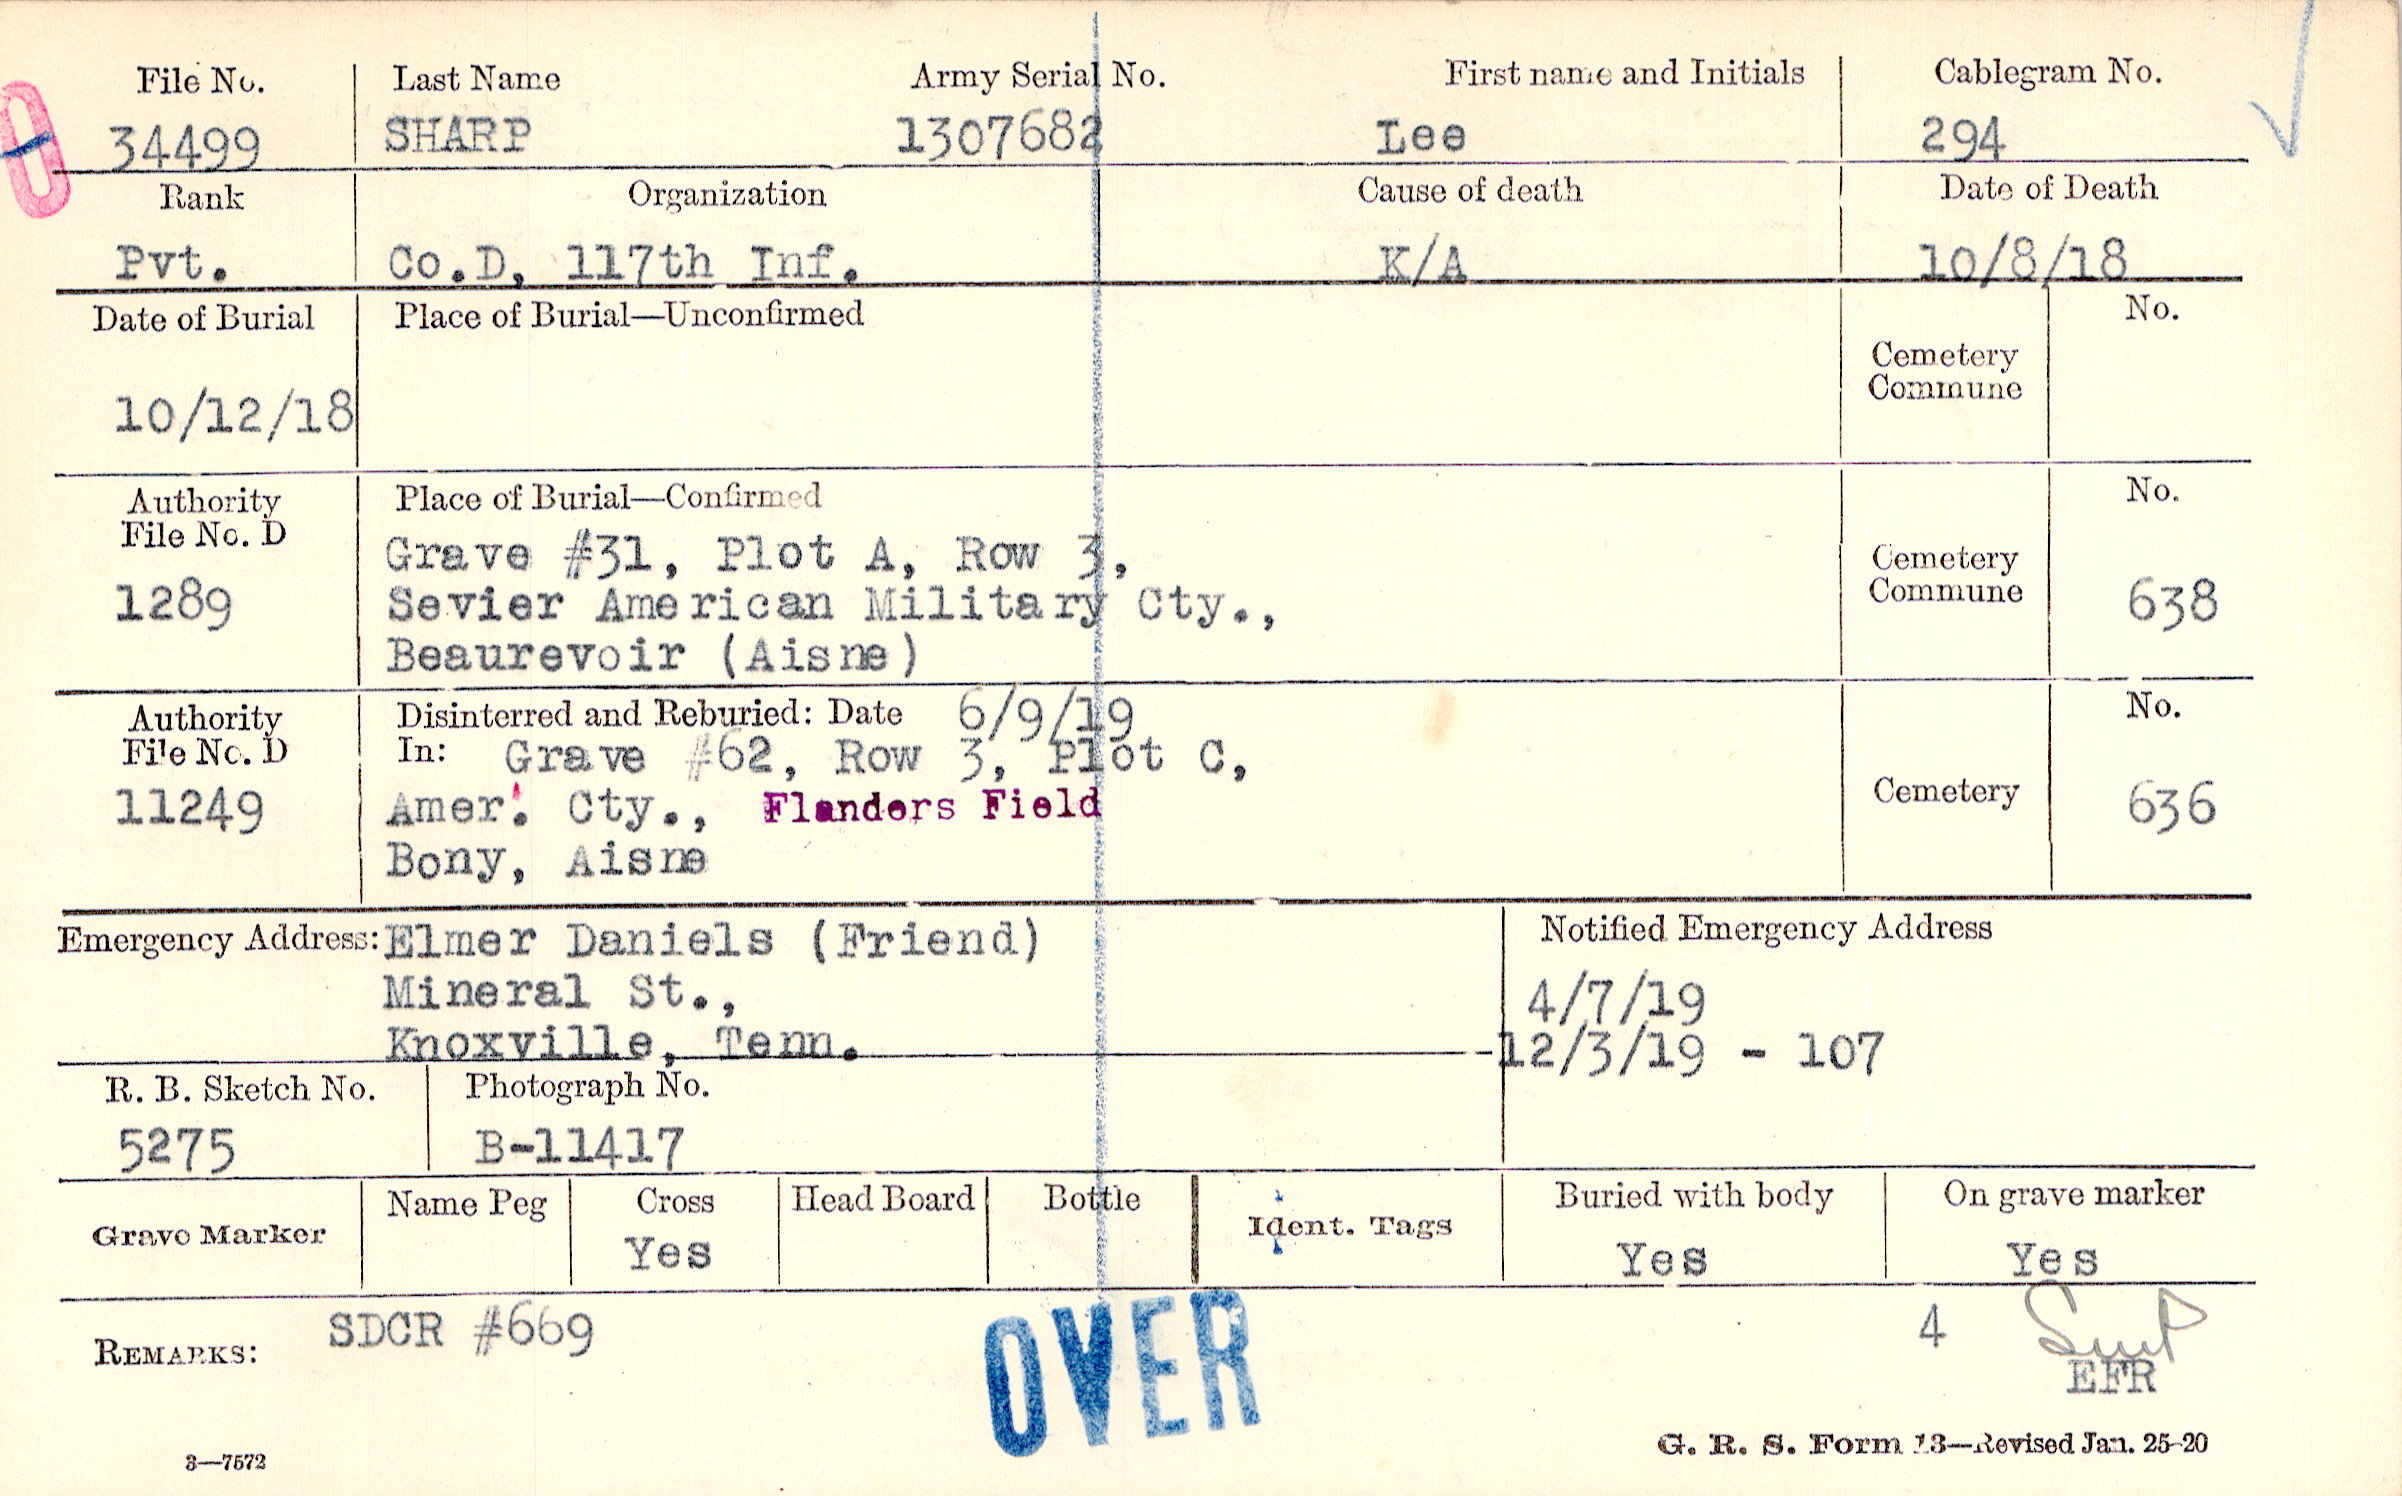 File No. Last Name Army Serial No. First name and Initials Cablegram No.
34499 SHARP 1307682 Lee 294
Rank Organization Cause of death Date of Death
Pvt. Co.D, 117th Inf. K/A 10/8/18
Date of Burial Place of Burial—Unconfirmed No.
Cemetery
Commune
10/12/18
Authority Place of Burial—Confirmed No.
File No. D
Grave #31, Plot A, Row 3,
Cemetery
Commune
1289 Sevier American Military Cty., 638
Beaurevoir (Aisne)
Authority Disinterred and Reburied: Date 6/9/19 No.
File No. D In: Grave #62, Row 3, Plot C,
11249 Amer. Cty., Flanders Field Cemetery 636
Bony, Aisne
Emergency Address: Elmer Daniels (Friend) Notified Emergency Address
Mineral St., 4/7/19
Knoxville, Tenn. 12/3/19 - 107
R. B. Sketch No. Photograph No.
5275 B-11417
Grave Marker Name Peg Cross Head Board Bottle Ident. Tags Buried with body On grave marker
Yes Yes Yes
REMARKS: SDCR #669 OVER 4
EFR
3—7572 G. R. S. Form 13—Revised Jan. 25-20